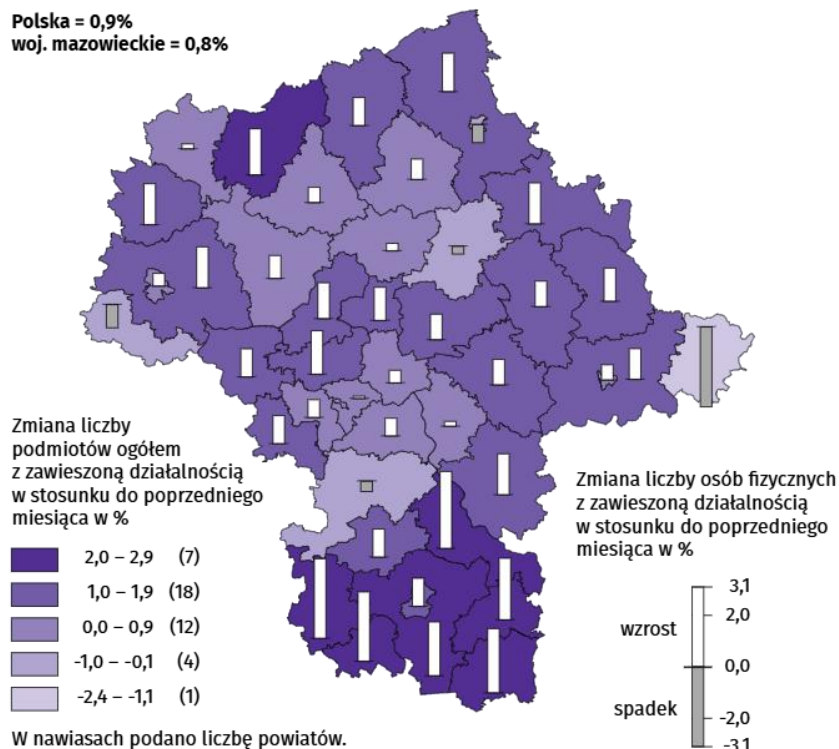 Polska = 0,9%
woj. mazowieckie = 0,8%
Zmiana liczby
podmiotów ogółem
z zawieszoną działalnością
w stosunku do poprzedniego
miesiąca w %
2,0 – 2,9 (7)
1,0 – 1,9 (18)
0,0 – 0,9 (12)
-1,0 – -0,1 (4)
-2,4 – -1,1 (1)
W nawiasach podano liczbę powiatów.
Zmiana liczby osób fizycznych
z zawieszoną działalnością
w stosunku do poprzedniego
miesiąca w %
3,1
2,0
wzrost
0,0
spadek
-2,0
-3,1